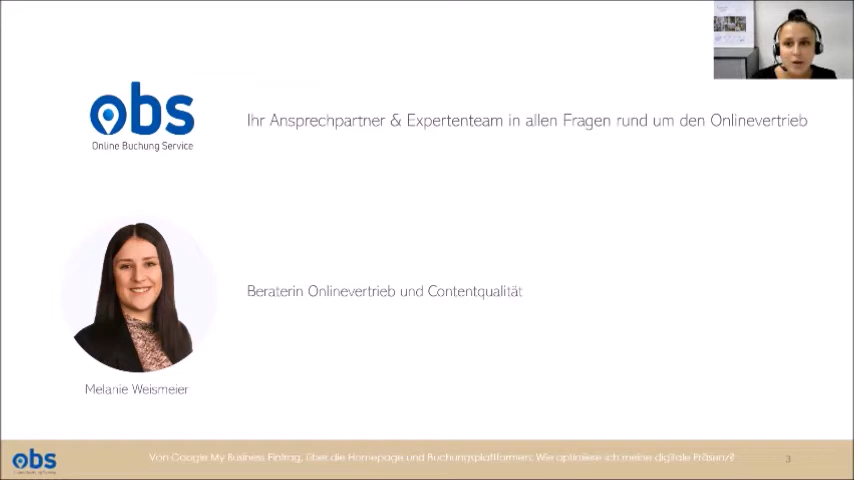 obs
Online Buchung Service
Ihr Ansprechpartner & Expertenteam in allen Fragen rund um den Onlinevertrieb
Beraterin Onlinevertrieb und Contentqualität
Melanie Weismeier
obs
Von Google My Business Eintrag, über die Homepage und Buchungsplattformen: Wie optimiere ich meine digitale Präsenz?
3